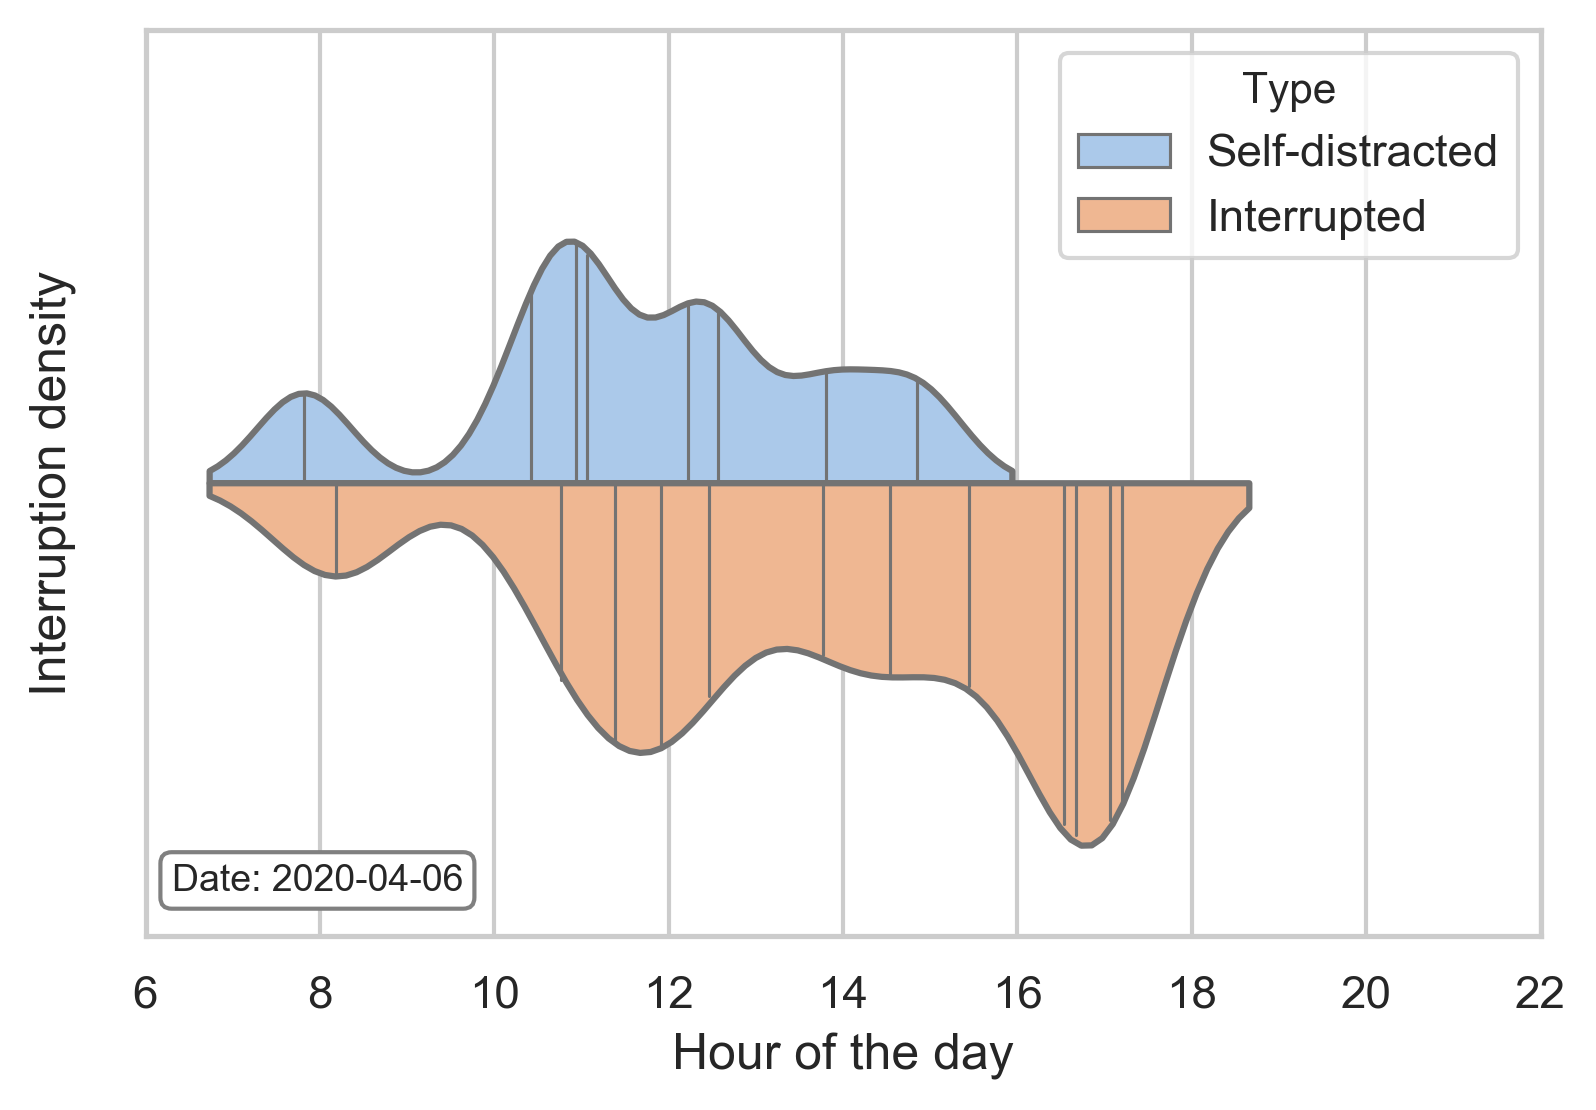 Type
Self-distracted
Interrupted
Interruption density
Date: 2020-04-06
6 8 10 12 14 16 18 20 22
Hour of the day